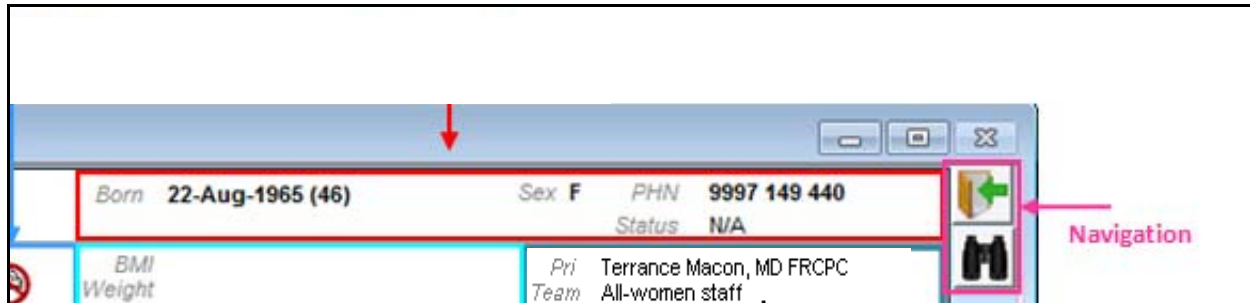 Born 22-Aug-1965 (46) Sex F PHN 9997 149 440
Status N/A
Navigation
BMI Pri Terrance Macon, MD FRCPC
Weight Team All-women staff